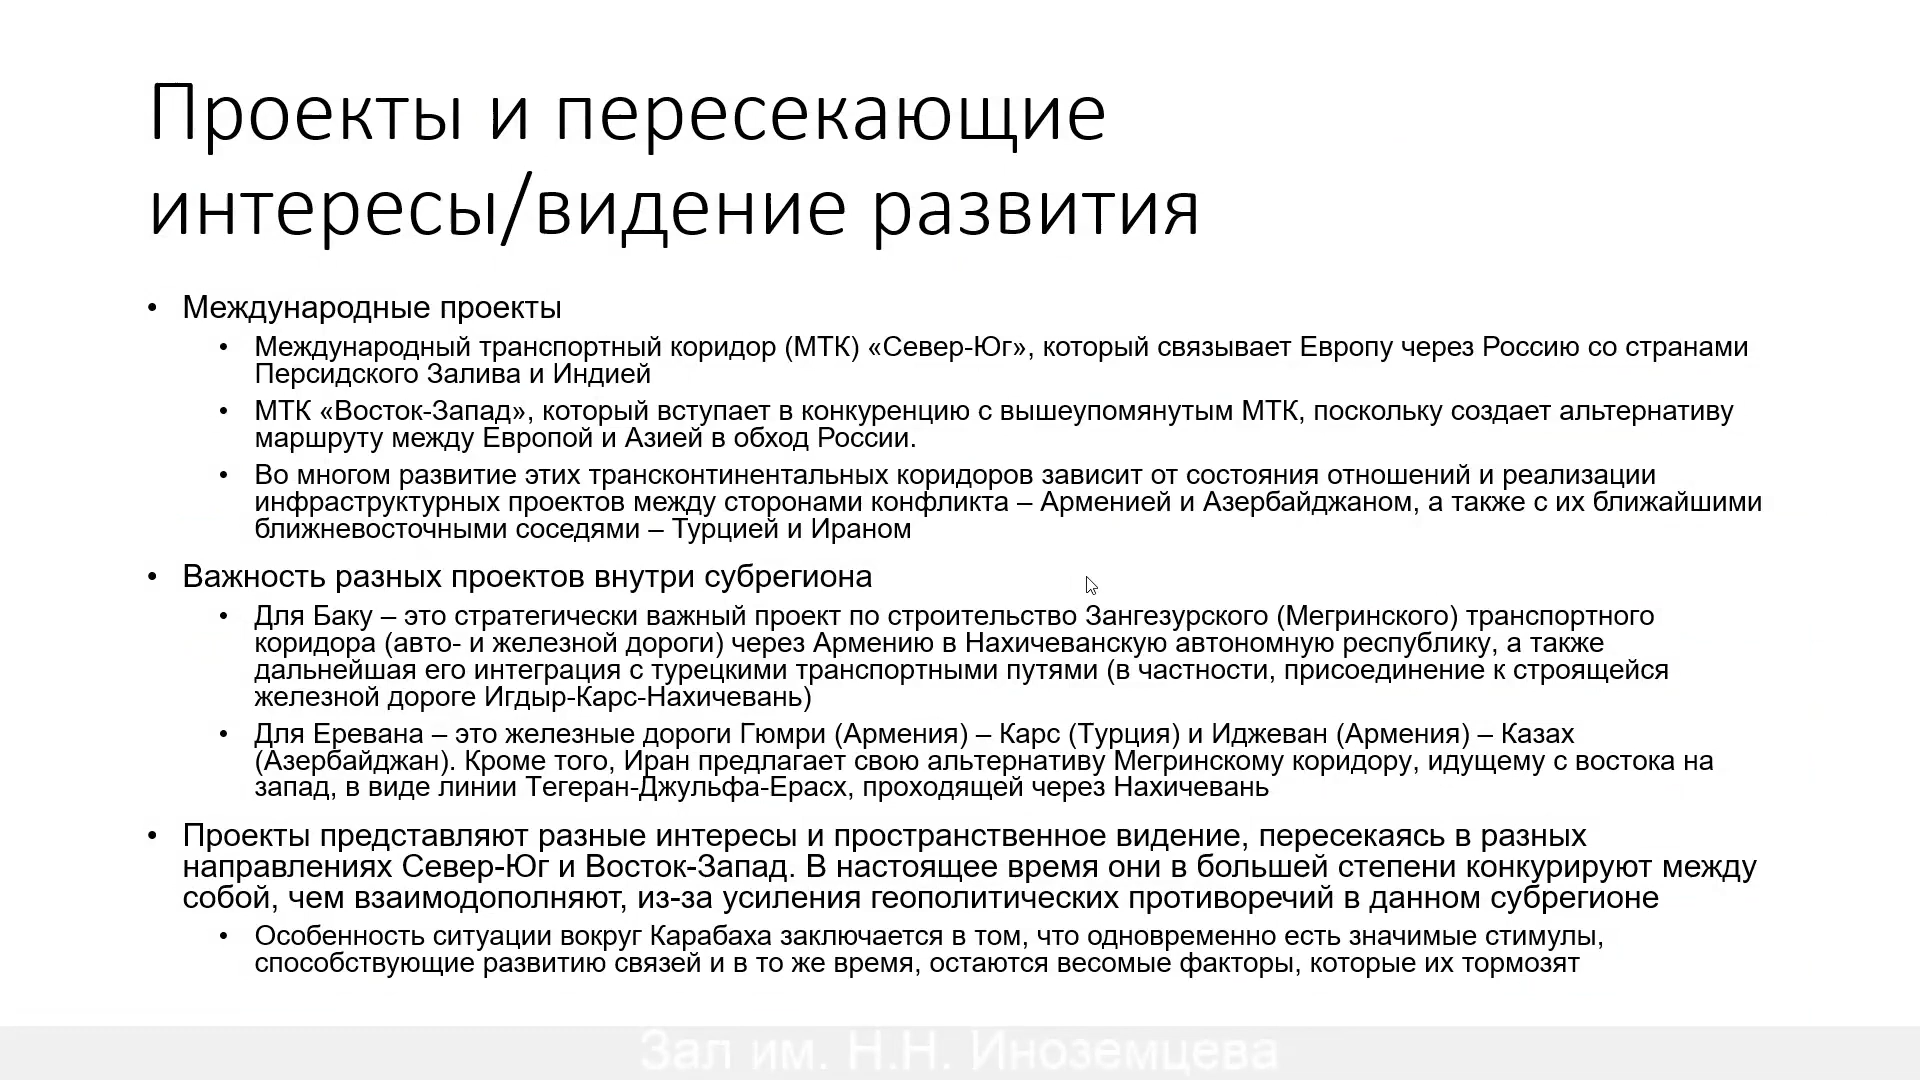 Проекты и пересекающие
интересы/видение развития
• Международные проекты
• Международный транспортный коридор (МТК) «Север-Юг», который связывает Европу через Россию со странами
Персидского Залива и Индией
• МТК «Восток-Запад», который вступает в конкуренцию с вышеупомянутым МТК, поскольку создает альтернативу
маршруту между Европой и Азией в обход России.
• Во многом развитие этих трансконтинентальных коридоров зависит от состояния отношений и реализации
инфраструктурных проектов между сторонами конфликта – Арменией и Азербайджаном, а также с их ближайшими
ближневосточными соседями – Турцией и Ираном
• Важность разных проектов внутри субрегиона
• Для Баку – это стратегически важный проект по строительство Зангезурского (Мегринского) транспортного
коридора (авто- и железной дороги) через Армению в Нахичеванскую автономную республику, а также
дальнейшая его интеграция с турецкими транспортными путями (в частности, присоединение к строящейся
железной дороге Игдыр-Карс-Нахичевань)
• Для Еревана – это железные дороги Гюмри (Армения) – Карс (Турция) и Иджеван (Армения) – Казах
(Азербайджан). Кроме того, Иран предлагает свою альтернативу Мегринскому коридору, идущему с востока на
запад, в виде линии Тегеран-Джульфа-Ерасх, проходящей через Нахичевань
• Проекты представляют разные интересы и пространственное видение, пересекаясь в разных
направлениях Север-Юг и Восток-Запад. В настоящее время они в большей степени конкурируют между
собой, чем взаимодополняют, из-за усиления геополитических противоречий в данном субрегионе
• Особенность ситуации вокруг Карабаха заключается в том, что одновременно есть значимые стимулы,
способствующие развитию связей и в то же время, остаются весомые факторы, которые их тормозят
Зал им. Н.Н. Иноземцева